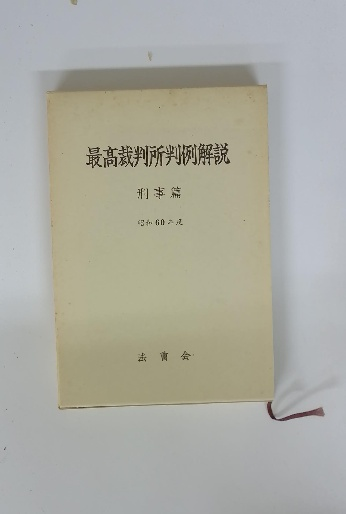 最高裁判所判例解説
刑事篇
昭和60年度
法曹会